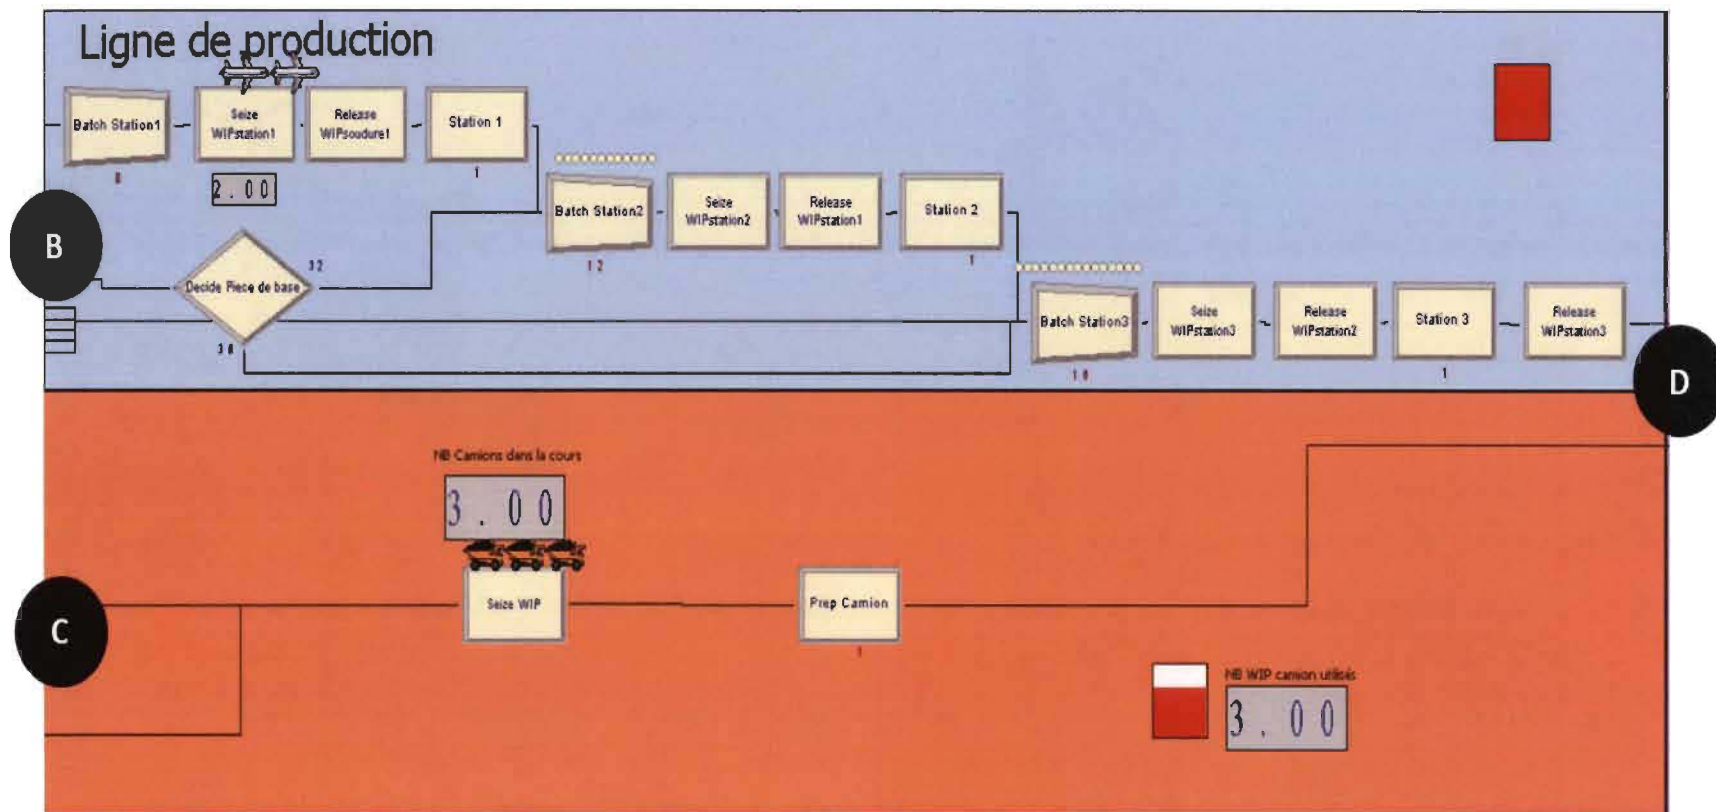 Ligne de production
Batch Station1
Seize
WIPstation1
Release
WIPsoudure1
Station 1
1
2.00
B
Batch Station2
12
Seize
WIPstation2
Release
WIPstation1
Station 2
1
Decide Piece de base
32
Batch Station3
Seize
WIPstation3
Release
WIPstation2
Station 3
1
Release
WIPstation3
D
NB Camions dans la cours
3.00
C
Seize WIP
Prep Camion
1
NB WIP camion utilisés
3.00